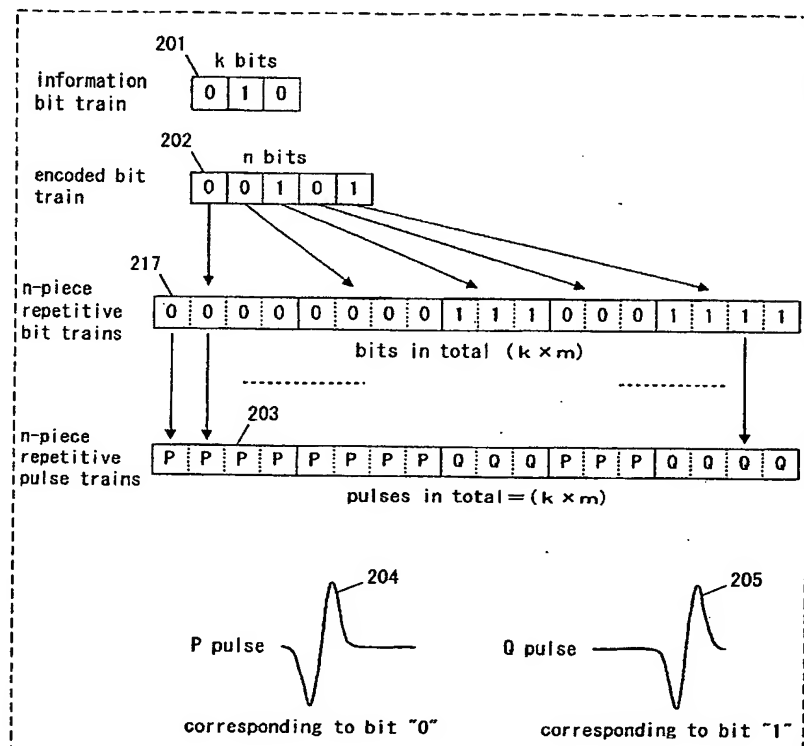 201
k bits
information
bit train
0 1 0
202
n bits
encoded bit
train
0 0 1 0 1
217
n-piece
repetitive
bit trains
0 0 0 0 0 0 0 0 1 1 1 0 0 0 1 1 1 1
bits in total (k × m)
203
n-piece
repetitive
pulse trains
P P P P P P P P Q Q Q P P P Q Q Q Q
pulses in total=(k × m)
204
205
P pulse
Q pulse
corresponding to bit "0"
corresponding to bit "1"